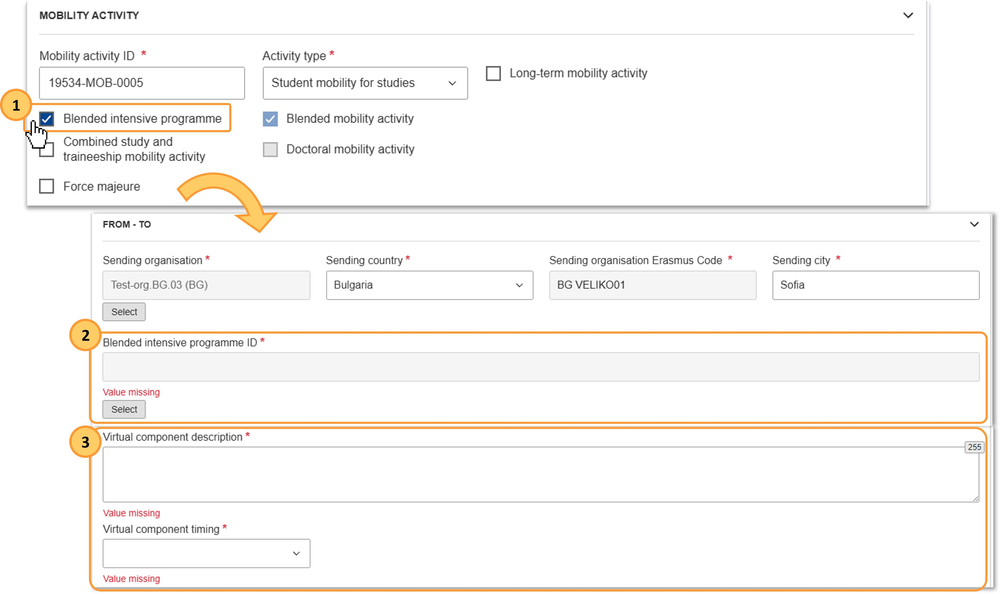 MOBILITY ACTIVITY
Mobility activity ID *
Activity type *
19534-MOB-0005
Student mobility for studies
Long-term mobility activity
1
Blended intensive programme
Blended mobility activity
Combined study and
traineeship mobility activity
Doctoral mobility activity
Force majeure
FROM - TO
Sending organisation *
Sending country *
Sending organisation Erasmus Code *
Sending city *
Test-org.BG.03 (BG)
Bulgaria
BG VELIKO01
Sofia
Select
2
Blended intensive programme ID *
Value missing
Select
3
Virtual component description *
255
Value missing
Virtual component timing *
Value missing